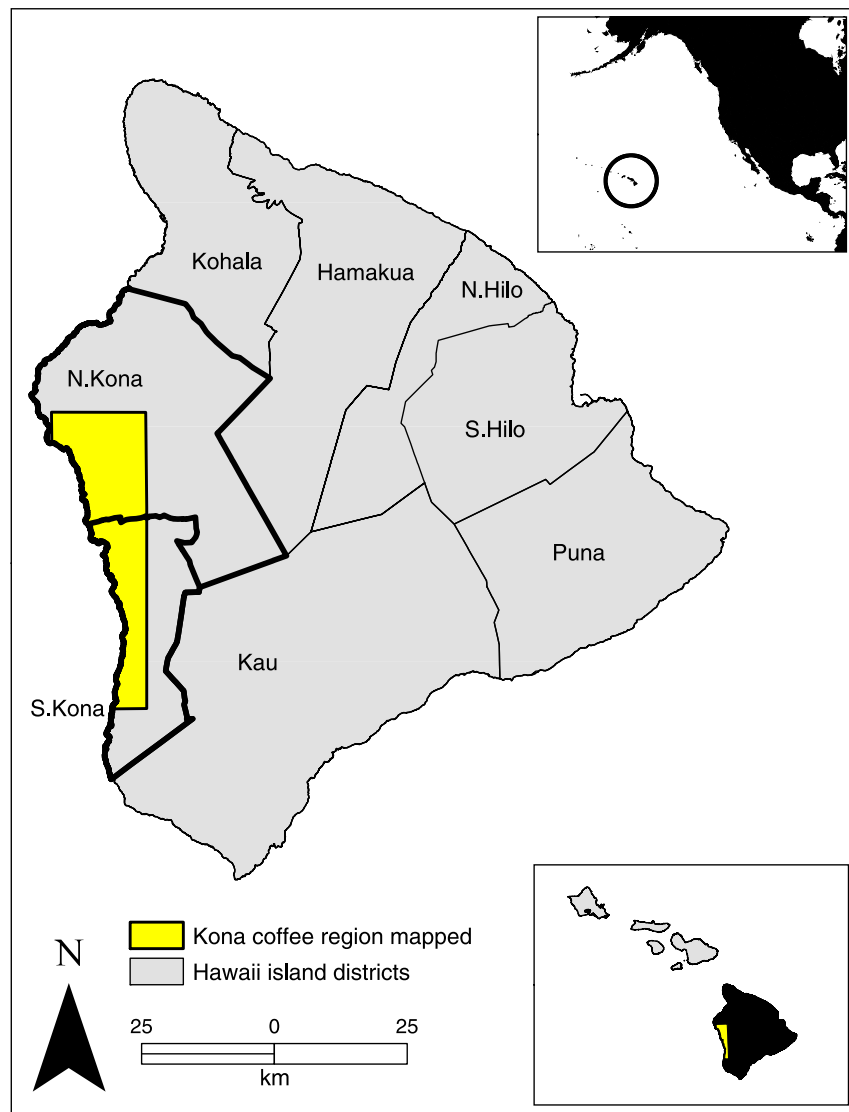 Kohala
Hamakua
N.Hilo
N.Kona
S.Hilo
Puna
Kau
S.Kona
N
Kona coffee region mapped
Hawaii island districts
25 0 25
km